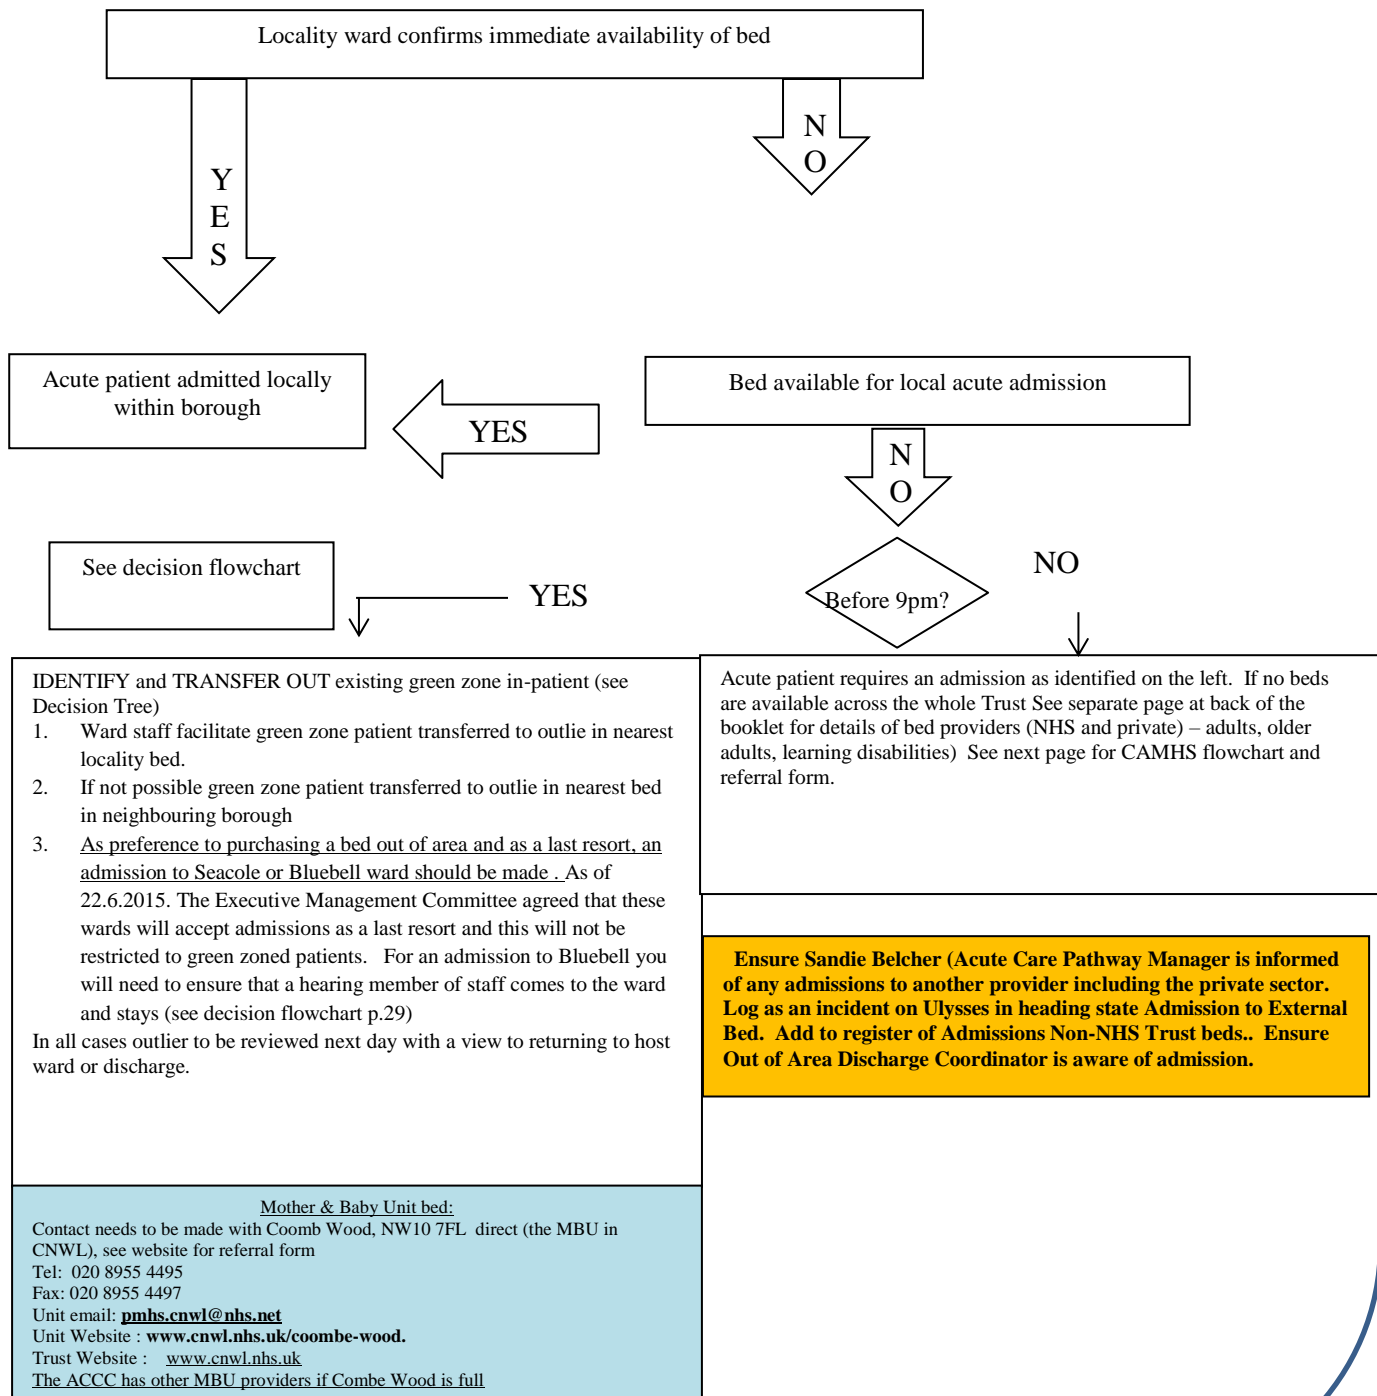 Locality ward confirms immediate availability of bed
YES
NO
Acute patient admitted locally
within borough
YES
Bed available for local acute admission
NO
See decision flowchart
YES
Before 9pm?
NO
IDENTIFY and TRANSFER OUT existing green zone in-patient (see
Decision Tree)
1. Ward staff facilitate green zone patient transferred to outlie in nearest
locality bed.
2. If not possible green zone patient transferred to outlie in nearest bed
in neighbouring borough
3. As preference to purchasing a bed out of area and as a last resort, an
admission to Seacole or Bluebell ward should be made . As of
22.6.2015. The Executive Management Committee agreed that these
wards will accept admissions as a last resort and this will not be
restricted to green zoned patients. For an admission to Bluebell you
will need to ensure that a hearing member of staff comes to the ward
and stays (see decision flowchart p.29)
In all cases outlier to be reviewed next day with a view to returning to host
ward or discharge.
Acute patient requires an admission as identified on the left. If no beds
are available across the whole Trust See separate page at back of the
booklet for details of bed providers (NHS and private) – adults, older
adults, learning disabilities) See next page for CAMHS flowchart and
referral form.
Ensure Sandie Belcher (Acute Care Pathway Manager is informed
of any admissions to another provider including the private sector.
Log as an incident on Ulysses in heading state Admission to External
Bed. Add to register of Admissions Non-NHS Trust beds.. Ensure
Out of Area Discharge Coordinator is aware of admission.
Mother & Baby Unit bed:
Contact needs to be made with Coomb Wood, NW10 7FL direct (the MBU in
CNWL), see website for referral form
Tel: 020 8955 4495
Fax: 020 8955 4497
Unit email: pmhs.cnwl@nhs.net
Unit Website : www.cnwl.nhs.uk/coombe-wood.
Trust Website : www.cnwl.nhs.uk
The ACCC has other MBU providers if Combe Wood is full